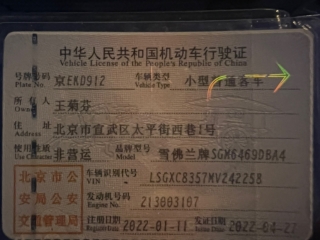 中华人民共和国机动车行驶证
Vehicle License of the People's Republic of China
号牌号码 京EKD912 车辆类型 小型普通客车
Plate No. Vehicle Type
所有人 王菊芬
Owner
住址 北京市宣武区太平街西巷1号
Address
使用性质 非营运 品牌型号 雪佛兰牌SGM6469DBA4
Use Character Model
北京市公安局公安交通管理局
车辆识别代号 LSGXC8357MV242258
VIN
发动机号码 213003107
Engine No.
注册日期 2022-01-11 发证日期 2022-04-27
Register Date Issue Date